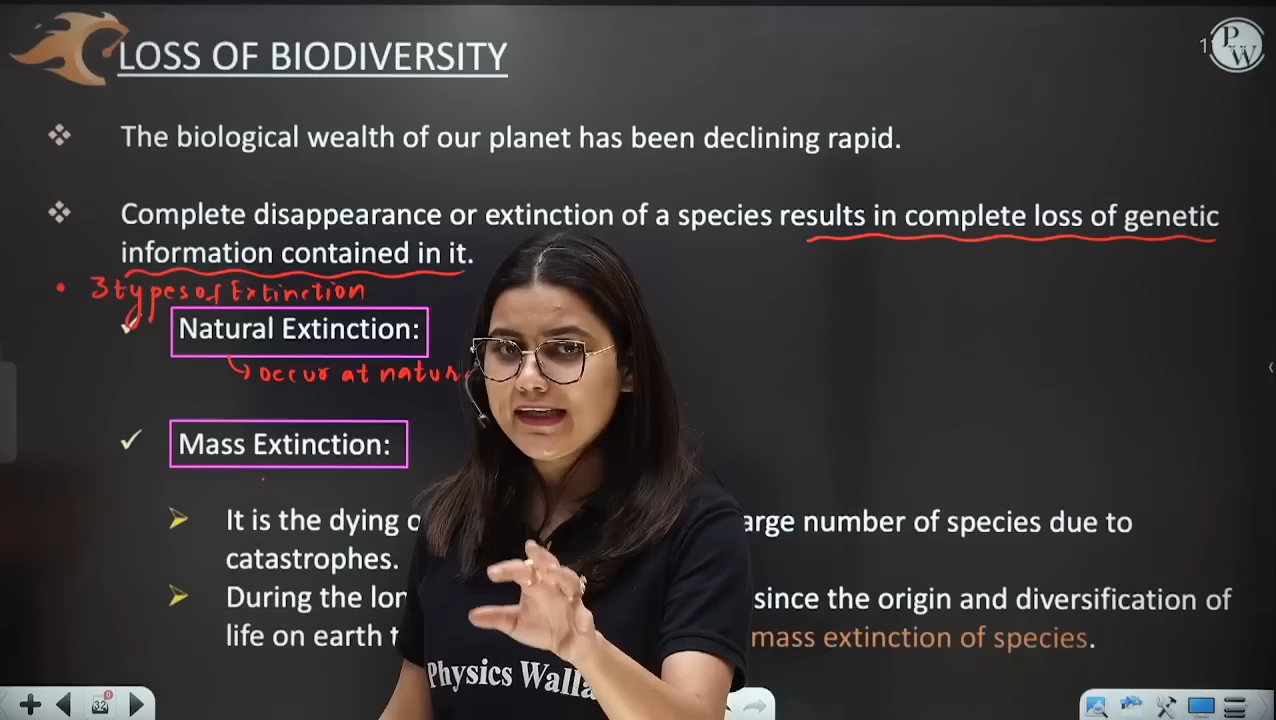 LOSS OF BIODIVERSITY
1
P
W
The biological wealth of our planet has been declining rapid.
Complete disappearance or extinction of a species results in complete loss of genetic
information contained in it.
3 types of Extinction
Natural Extinction:
occur at
Mass Extinction:
It is the dying arge number of species due to
catastrophes.
During the since the origin and diversification of
life on earth mass extinction of species.
Physics
32
0